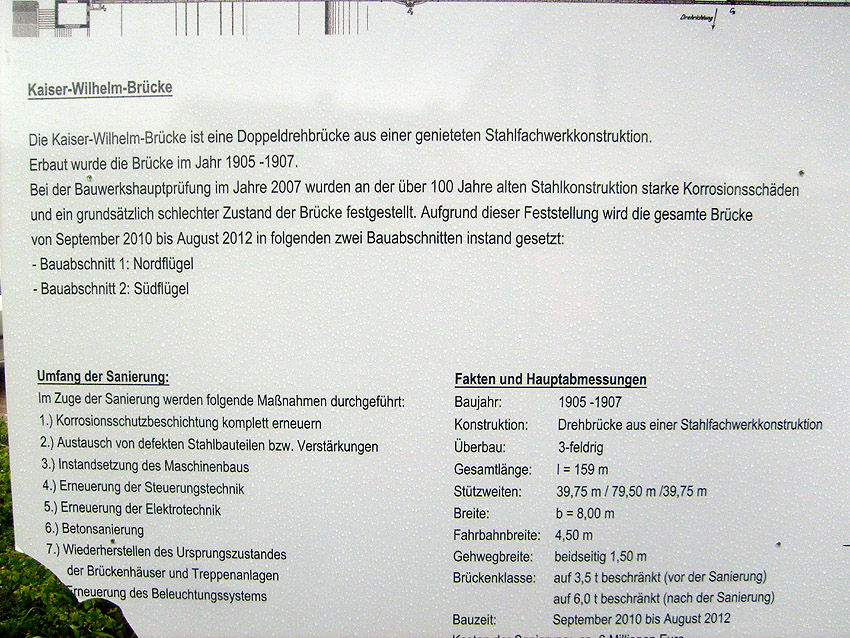 Drehrichtung
Kaiser-Wilhelm-Brücke
Die Kaiser-Wilhelm-Brücke ist eine Doppeldrehbrücke aus einer genieteten Stahlfachwerkkonstruktion.
Erbaut wurde die Brücke im Jahr 1905 -1907.
Bei der Bauwerkshauptprüfung im Jahre 2007 wurden an der über 100 Jahre alten Stahlkonstruktion starke Korrosionsschäden
und ein grundsätzlich schlechter Zustand der Brücke festgestellt. Aufgrund dieser Feststellung wird die gesamte Brücke
von September 2010 bis August 2012 in folgenden zwei Bauabschnitten instand gesetzt:
- Bauabschnitt 1: Nordflügel
- Bauabschnitt 2: Südflügel
Umfang der Sanierung:
Im Zuge der Sanierung werden folgende Maßnahmen durchgeführt:
1.) Korrosionsschutzbeschichtung komplett erneuern
2.) Austausch von defekten Stahlbauteilen bzw. Verstärkungen
3.) Instandsetzung des Maschinenbaus
4.) Erneuerung der Steuerungstechnik
5.) Erneuerung der Elektrotechnik
6.) Betonsanierung
7.) Wiederherstellen des Ursprungszustandes
der Brückenhäuser und Treppenanlagen
Erneuerung des Beleuchtungssystems
Fakten und Hauptabmessungen
Baujahr: 1905 -1907
Konstruktion: Drehbrücke aus einer Stahlfachwerkkonstruktion
Überbau: 3-feldrig
Gesamtlänge: l = 159 m
Stützweiten: 39,75 m / 79,50 m /39,75 m
Breite: b = 8,00 m
Fahrbahnbreite: 4,50 m
Gehwegbreite: beidseitig 1,50 m
Brückenklasse: auf 3,5 t beschränkt (vor der Sanierung)
auf 6,0 t beschränkt (nach der Sanierung)
Bauzeit: September 2010 bis August 2012
Kosten der Sanierung: ca. 8 Millionen Euro